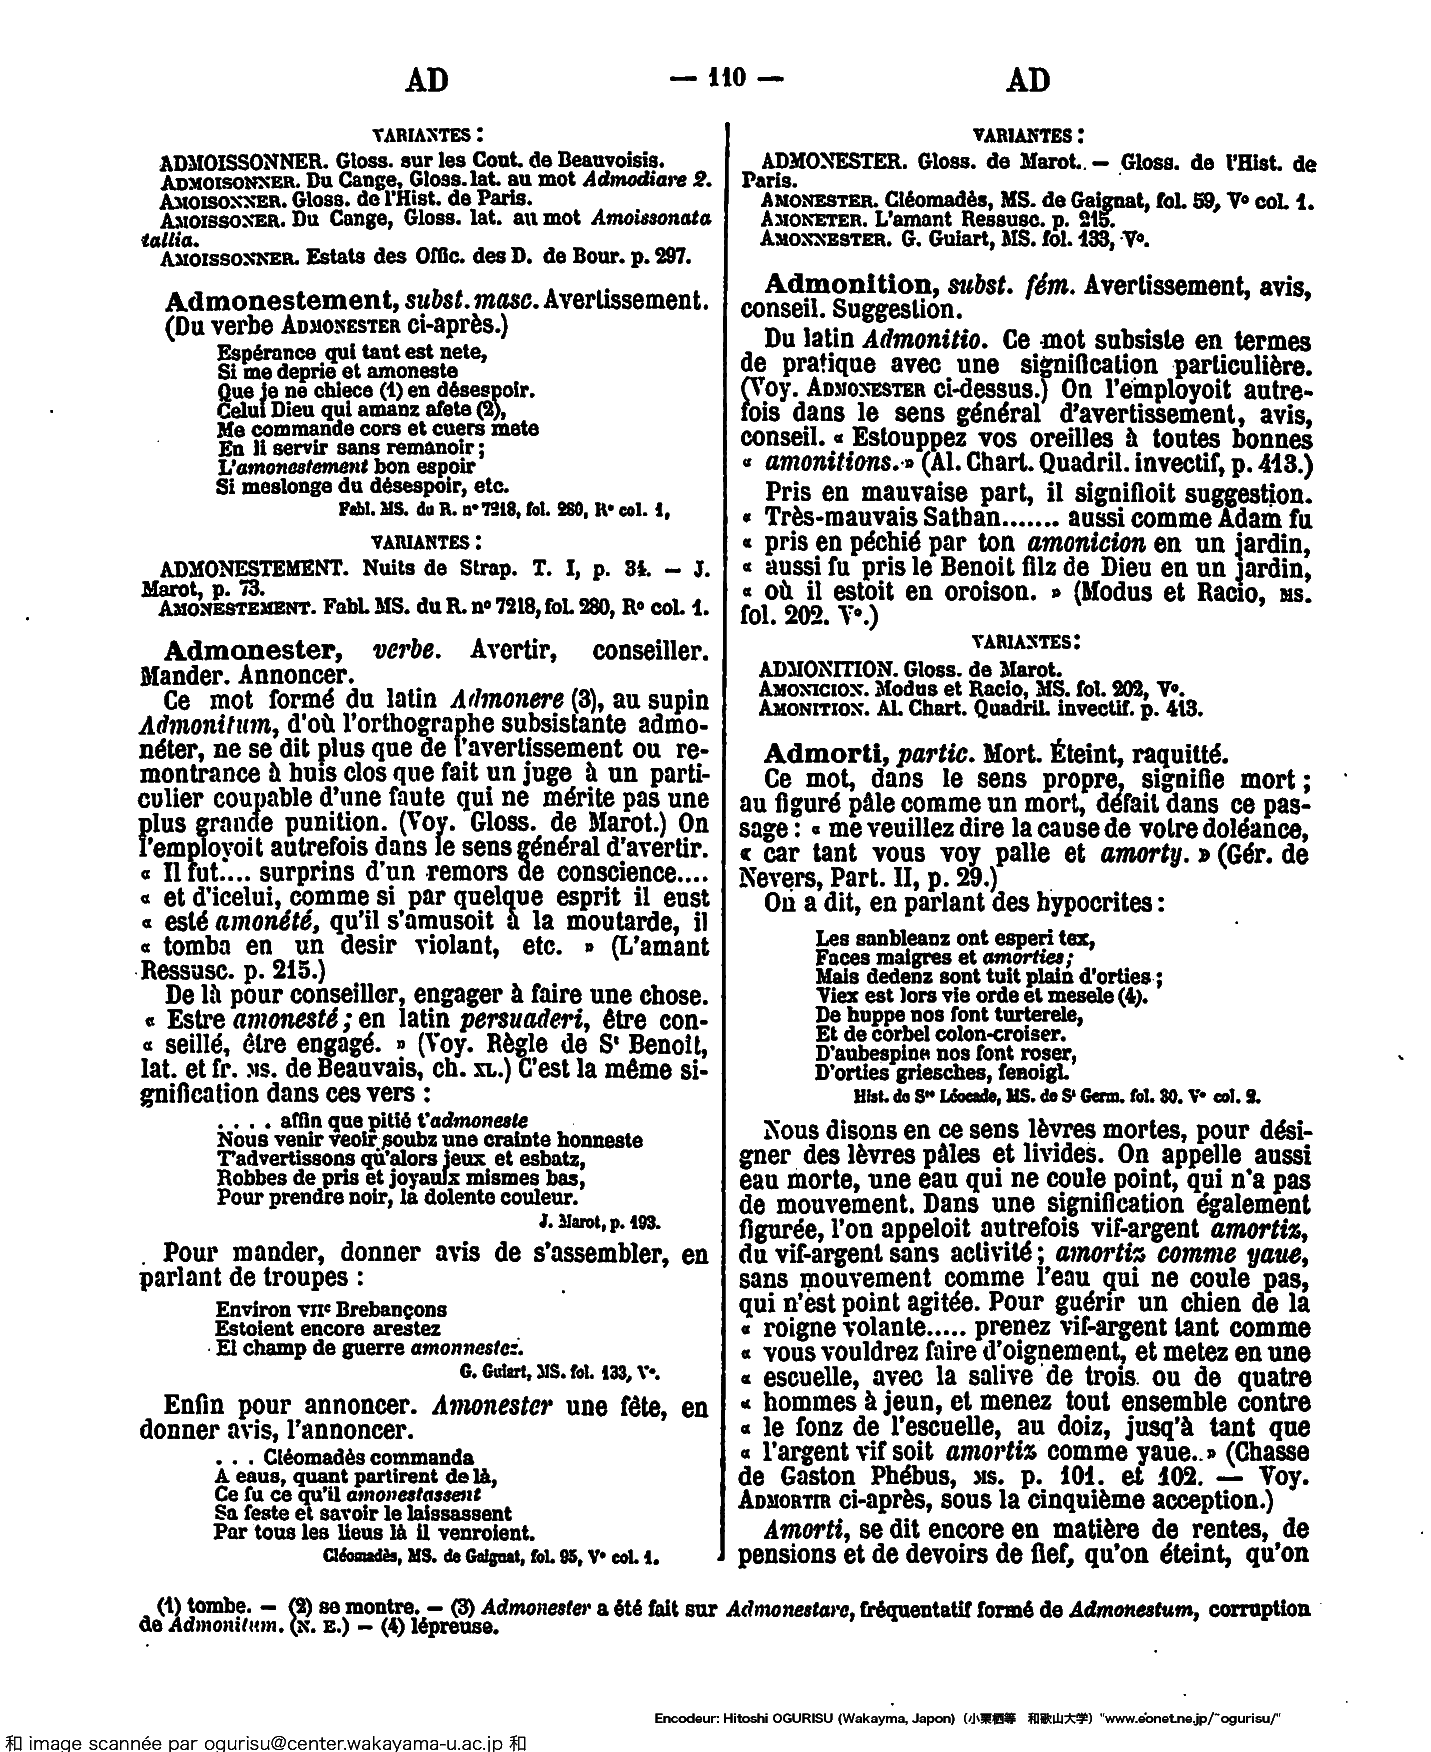 AD — 110 — AD
VARIANTES :
ADMOISSONNER. Gloss. sur les Cout. de Beauvoisis.
ADMOISONNER. Du Cange, Gloss. lat. au mot Admodiare 2.
AMOISONNER. Gloss. de l'Hist. de Paris.
AMOISSONER. Du Cange, Gloss. lat. au mot Amoissonata
tallia.
AMOISSONNER. Estats des Offic. des D. de Bour. p. 297.
Admonestement, subst. masc. Avertissement.
(Du verbe ADMONESTER ci-après.)
Espérance qui tant est nete,
Si me deprie et amoneste
Que je ne chiece (1) en désespoir.
Celui Dieu qui amanz afete (2),
Me commande cors et cuers mete
En li servir sans remanoir ;
L'amonestement bon espoir
Si meslonge du désespoir, etc.
Fabl. MS. du R. nº 7218, fol. 280, Rº col. 1,
VARIANTES :
ADMONESTEMENT. Nuits de Strap. T. I, p. 34. — J.
Marot, p. 73.
AMONESTEMENT. Fabl. MS. du R. nº 7218, fol. 280, Rº col. 1.
Admonester, verbe. Avertir, conseiller.
Mander. Annoncer.
Ce mot formé du latin Admonere (3), au supin
Admonitum, d'où l'orthographe subsistante admo-
néter, ne se dit plus que de l'avertissement ou re-
montrance à huis clos que fait un juge à un parti-
culier coupable d'une faute qui ne mérite pas une
plus grande punition. (Voy. Gloss. de Marot.) On
l'employoit autrefois dans le sens général d'avertir.
« Il fut.... surprins d'un remors de conscience....
« et d'icelui, comme si par quelque esprit il eust
« esté amonété, qu'il s'amusoit à la moutarde, il
« tomba en un desir violant, etc. » (L'amant
Ressusc. p. 215.)
De là pour conseiller, engager à faire une chose.
« Estre amonesté ; en latin persuaderi, être con-
« seillé, être engagé. » (Voy. Règle de St Benoit,
lat. et fr. MS. de Beauvais, ch. XL.) C'est la même si-
gnification dans ces vers :
. . . . affin que pitié t'admoneste
Nous venir veoir soubz une crainte honneste
T'advertissons qu'alors jeux et esbatz,
Robbes de pris et joyaulx mismes bas,
Pour prendre noir, la dolente couleur.
J. Marot, p. 193.
Pour mander, donner avis de s'assembler, en
parlant de troupes :
Environ VIIc Brebançons
Estoient encore arestez
El champ de guerre amonnestez.
G. Guiart, MS. fol. 133, Vº.
Enfin pour annoncer. Amonester une fête, en
donner avis, l'annoncer.
. . . Cléomadès commanda
A eaus, quant partirent de là,
Ce fu ce qu'il amonestassent
Sa feste et savoir le laissassent
Par tous les lieus là il venroient.
Cléomadès, MS. de Gaignat, fol. 95, Vº col. 1.
VARIANTES :
ADMONESTER. Gloss. de Marot. — Gloss. de l'Hist. de
Paris.
AMONESTER. Cléomadès, MS. de Gaignat, fol. 59, Vº col. 1.
AMONETER. L'amant Ressusc. p. 215.
AMONNESTER. G. Guiart, MS. fol. 133, Vº.
Admonition, subst. fém. Avertissement, avis,
conseil. Suggestion.
Du latin Admonitio. Ce mot subsiste en termes
de pratique avec une signification particulière.
(Voy. ADMONESTER ci-dessus.) On l'employoit autre-
fois dans le sens général d'avertissement, avis,
conseil. « Estouppez vos oreilles à toutes bonnes
« amonitions. » (Al. Chart. Quadril. invectif, p. 413.)
Pris en mauvaise part, il signifioit suggestion.
« Très-mauvais Sathan....... aussi comme Adam fu
« pris en péchié par ton amonicion en un jardin,
« aussi fu pris le Benoit filz de Dieu en un jardin,
« où il estoit en oroison. » (Modus et Racio, MS.
fol. 202. Vº.)
VARIANTES :
ADMONITION. Gloss. de Marot.
AMONICION. Modus et Racio, MS. fol. 202, Vº.
AMONITION. Al. Chart. Quadril. invectif. p. 413.
Admorti, partic. Mort. Éteint, raquitté.
Ce mot, dans le sens propre, signifie mort ;
au figuré pâle comme un mort, défait dans ce pas-
sage : « me veuillez dire la cause de votre doléance,
« car tant vous voy palle et amorty. » (Gér. de
Nevers, Part. II, p. 29.)
On a dit, en parlant des hypocrites :
Les sanbleanz ont esperi tex,
Faces maigres et amorties ;
Mais dedenz sont tuit plain d'orties ;
Viex est lors vie orde et mesele (4).
De huppe nos font turterele,
Et de corbel colon-croiser.
D'aubespine nos font roser,
D'orties griesches, fenoigl.
Hist. de Ste Léocade, MS. de St Germ. fol. 30. Vº col. 2.
Nous disons en ce sens lèvres mortes, pour dési-
gner des lèvres pâles et livides. On appelle aussi
eau morte, une eau qui ne coule point, qui n'a pas
de mouvement. Dans une signification également
figurée, l'on appeloit autrefois vif-argent amortiz,
du vif-argent sans activité ; amortiz comme yaue,
sans mouvement comme l'eau qui ne coule pas,
qui n'est point agitée. Pour guérir un chien de la
« roigne volante..... prenez vif-argent tant comme
« vous vouldrez faire d'oignement, et metez en une
« escuelle, avec la salive de trois ou de quatre
« hommes à jeun, et menez tout ensemble contre
« le fonz de l'escuelle, au doiz, jusqu'à tant que
« l'argent vif soit amortiz comme yaue. » (Chasse
de Gaston Phébus, MS. p. 101. et 102. — Voy.
ADMORTIR ci-après, sous la cinquième acception.)
Amorti, se dit encore en matière de rentes, de
pensions et de devoirs de fief, qu'on éteint, qu'on
(1) tombe. — (2) se montre. — (3) Admonester a été fait sur Admonestare, fréquentatif formé de Admonestum, corruption
de Admonitum. (N. E.) — (4) lépreuse.
Encodeur: Hitoshi OGURISU (Wakayma, Japon) (小栗栖等 和歌山大学) "www.eonet.ne.jp/~ogurisu/"
和 image scannée par ogurisu@center.wakayama-u.ac.jp 和